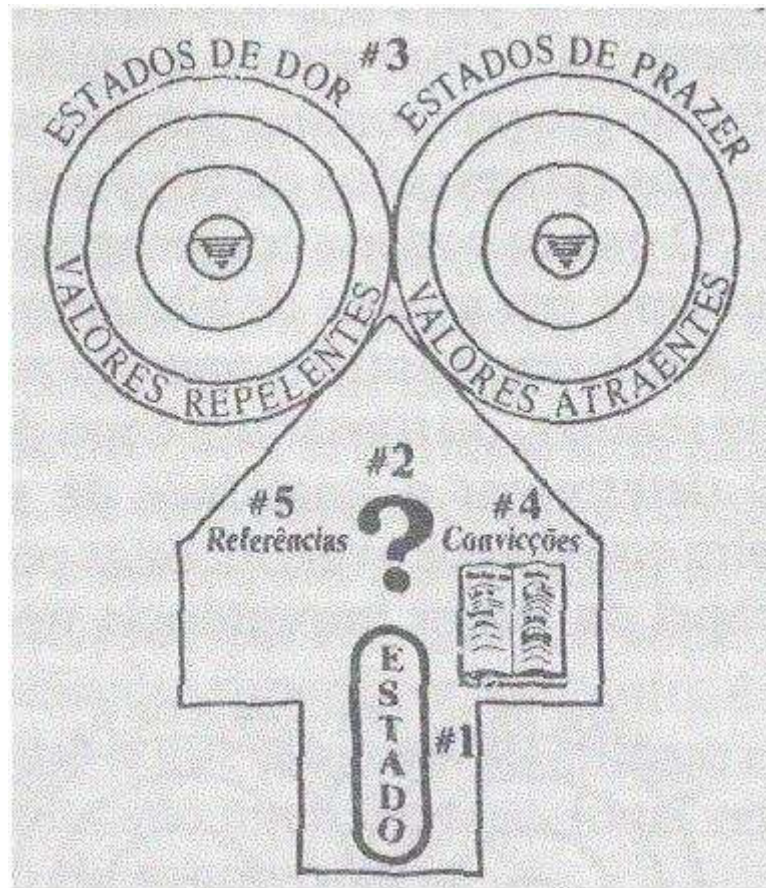 ESTADOS DE DOR
#3
ESTADOS DE PRAZER
VALORES REPELENTES
VALORES ATRAENTES
#2
#5
Referências
?
#4
Convicções
ESTADO
#1